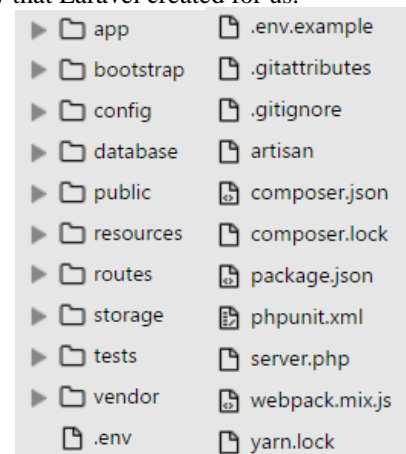 that Laravel created for us.
app
bootstrap
config
database
public
resources
routes
storage
tests
vendor
.env
.env.example
.gitattributes
.gitignore
artisan
composer.json
composer.lock
package.json
phpunit.xml
server.php
webpack.mix.js
yarn.lock